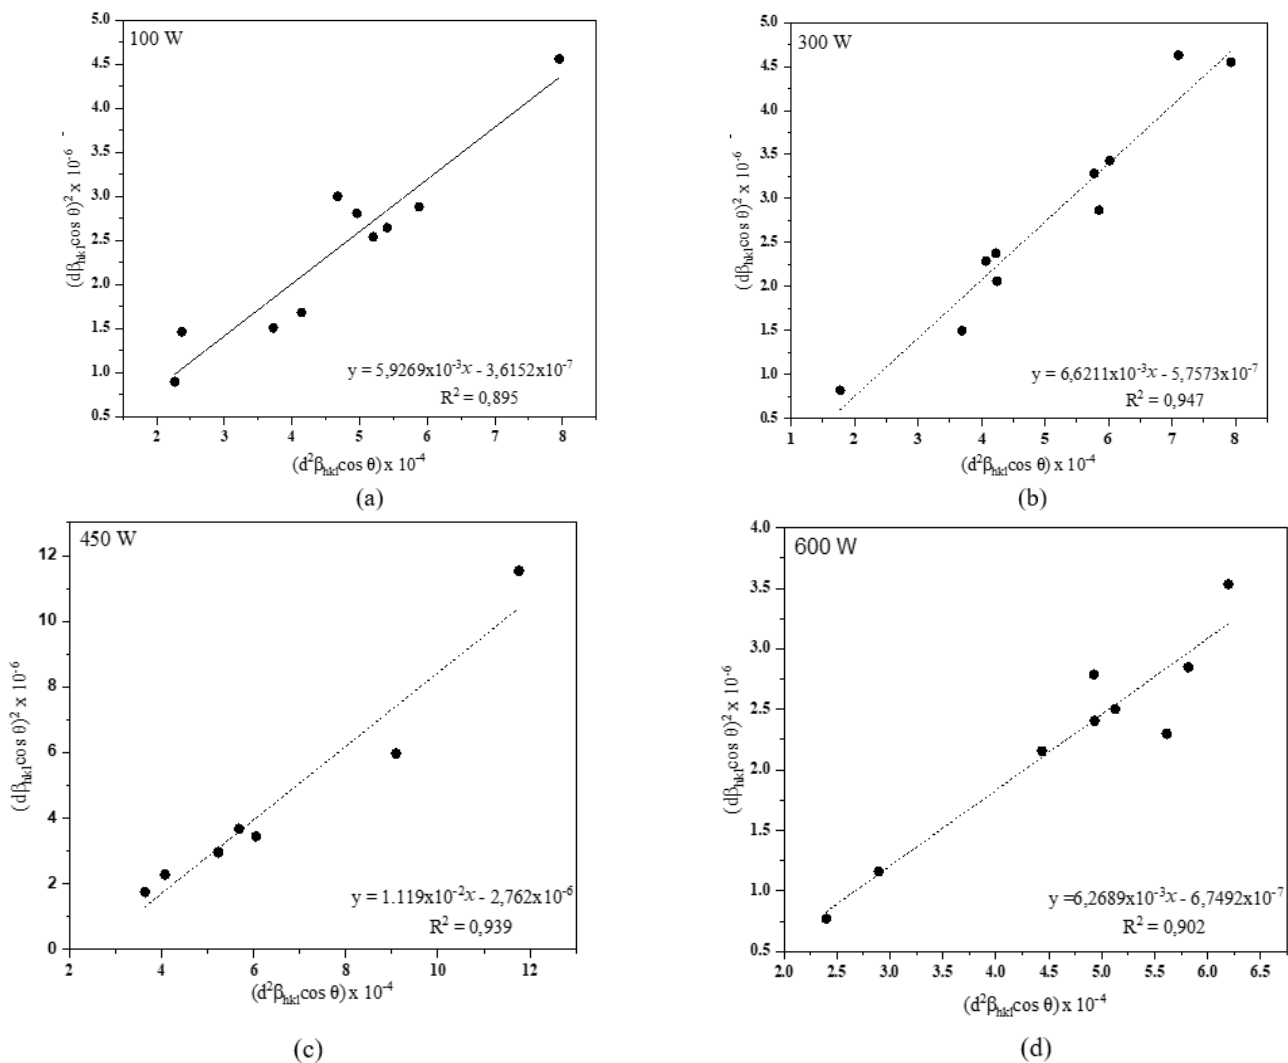 100 W
5.0
4.5
4.0
3.5
3.0
2.5
2.0
1.5
1.0
0.5
(dβhklcos θ)² x 10⁻⁶
y = 5,9269x10⁻³x - 3,6152x10⁻⁷
R² = 0,895
2 3 4 5 6 7 8
(d²βhklcos θ) x 10⁻⁴
(a)
300 W
5.0
4.5
4.0
3.5
3.0
2.5
2.0
1.5
1.0
0.5
(dβhklcos θ)² x 10⁻⁶
y = 6,6211x10⁻³x - 5,7573x10⁻⁷
R² = 0,947
1 2 3 4 5 6 7 8 9
(d²βhklcos θ) x 10⁻⁴
(b)
450 W
12
10
8
6
4
2
0
(dβhklcos θ)² x 10⁻⁶
y = 1.119x10⁻²x - 2,762x10⁻⁶
R² = 0,939
2 4 6 8 10 12
(d²βhklcos θ) x 10⁻⁴
(c)
600 W
4.0
3.5
3.0
2.5
2.0
1.5
1.0
0.5
(dβhklcos θ)² x 10⁻⁶
y =6,2689x10⁻³x - 6,7492x10⁻⁷
R² = 0,902
2.0 2.5 3.0 3.5 4.0 4.5 5.0 5.5 6.0 6.5
(d²βhklcos θ) x 10⁻⁴
(d)